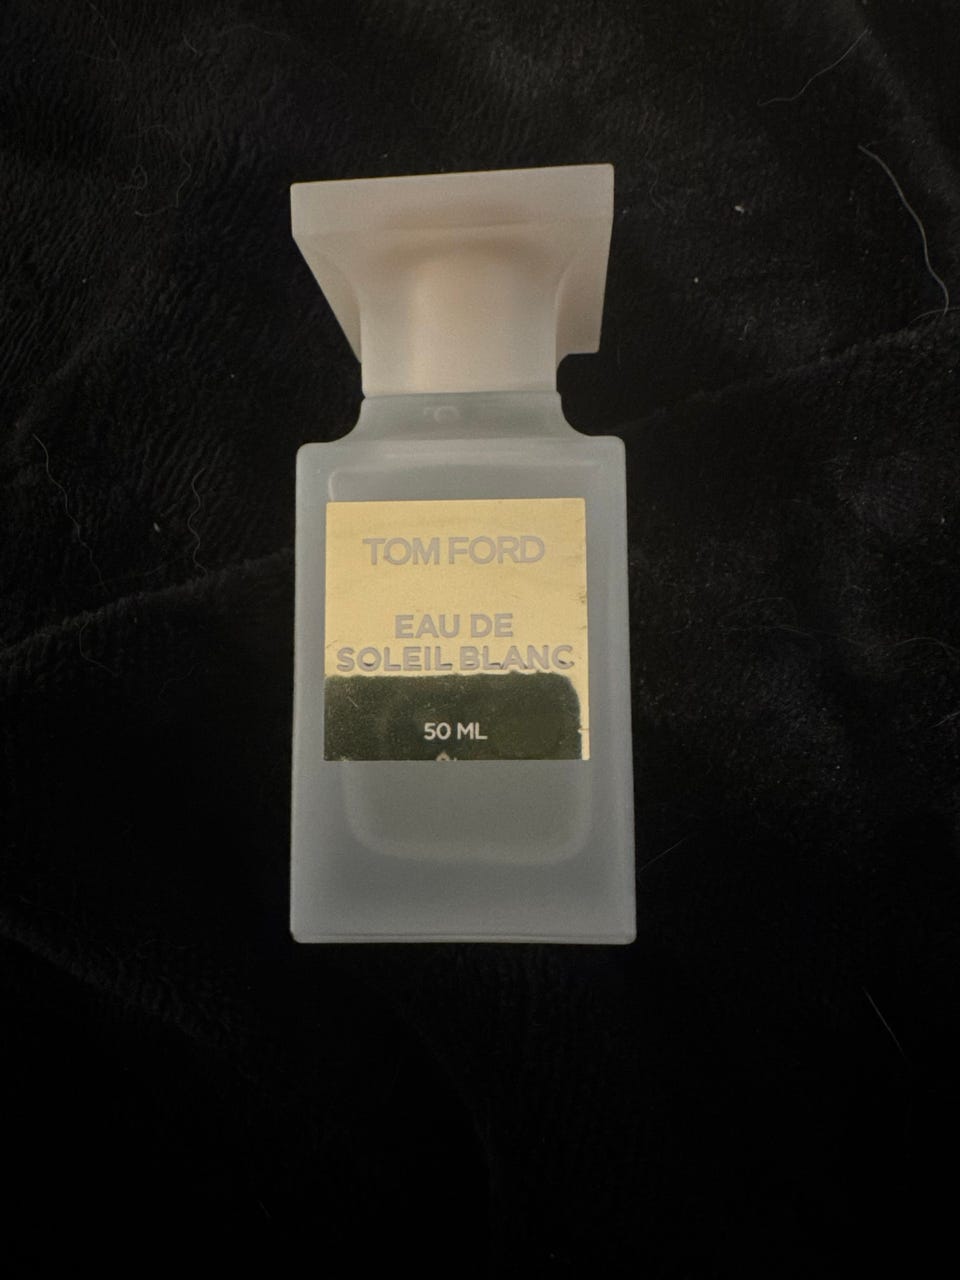 TOM FORD
EAU DE
SOLEIL BLANC
50 ML